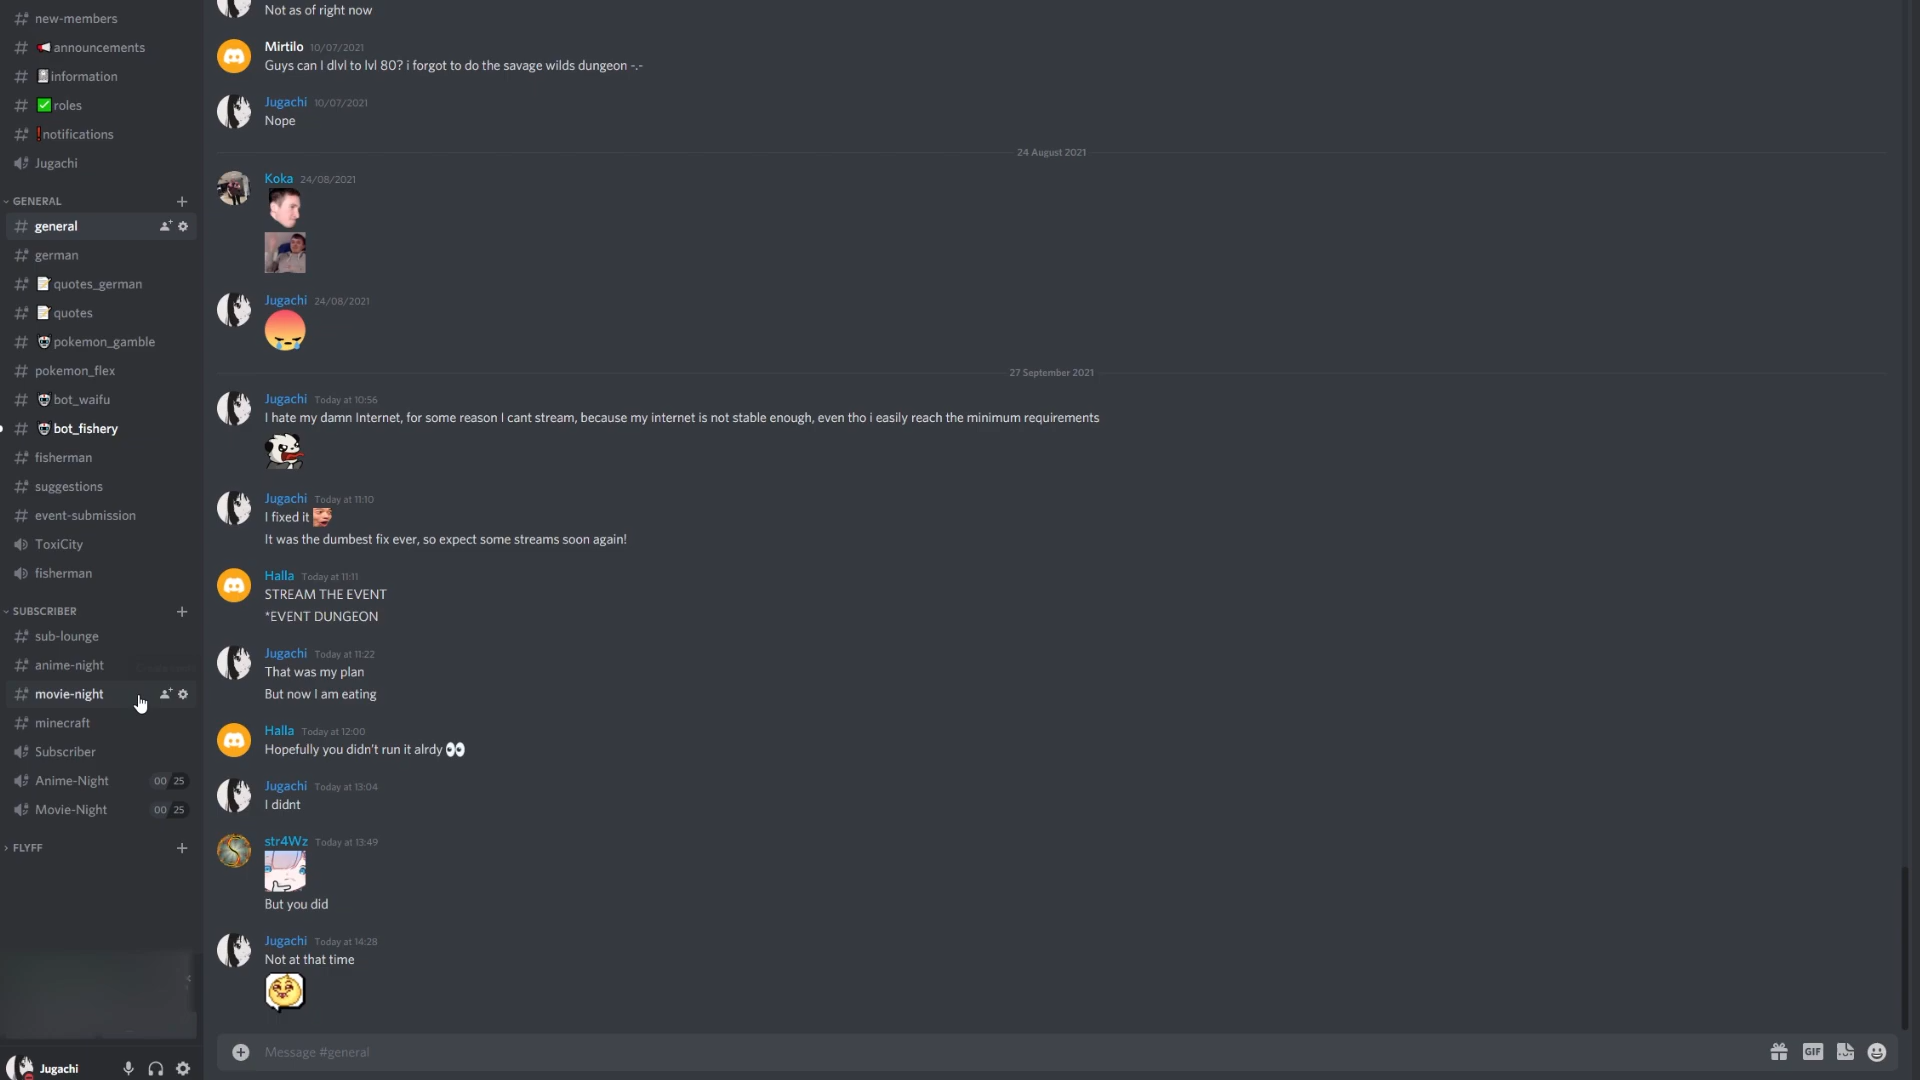 new-members
announcements
information
roles
notifications
Jugachi
GENERAL
general
german
quotes_german
quotes
pokemon_gamble
pokemon_flex
bot_waifu
bot_fishery
fisherman
suggestions
event-submission
ToxiCity
fisherman
SUBSCRIBER
sub-lounge
anime-night
movie-night
minecraft
Subscriber
Anime-Night 00 25
Movie-Night 00 25
FLYFF
Jugachi
Not as of right now
Mirtilo 10/07/2021
Guys can I dlvl to lvl 80? i forgot to do the savage wilds dungeon -.-
Jugachi 10/07/2021
Nope
24 August 2021
Koka 24/08/2021
Jugachi 24/08/2021
27 September 2021
Jugachi Today at 10:56
I hate my damn Internet, for some reason I cant stream, because my internet is not stable enough, even tho i easily reach the minimum requirements
Jugachi Today at 11:10
I fixed it
It was the dumbest fix ever, so expect some streams soon again!
Halla Today at 11:11
STREAM THE EVENT
*EVENT DUNGEON
Jugachi Today at 11:22
That was my plan
But now I am eating
Halla Today at 12:00
Hopefully you didn't run it alrdy
Jugachi Today at 13:04
I didnt
str4Wz Today at 13:49
But you did
Jugachi Today at 14:28
Not at that time
Message #general
GIF